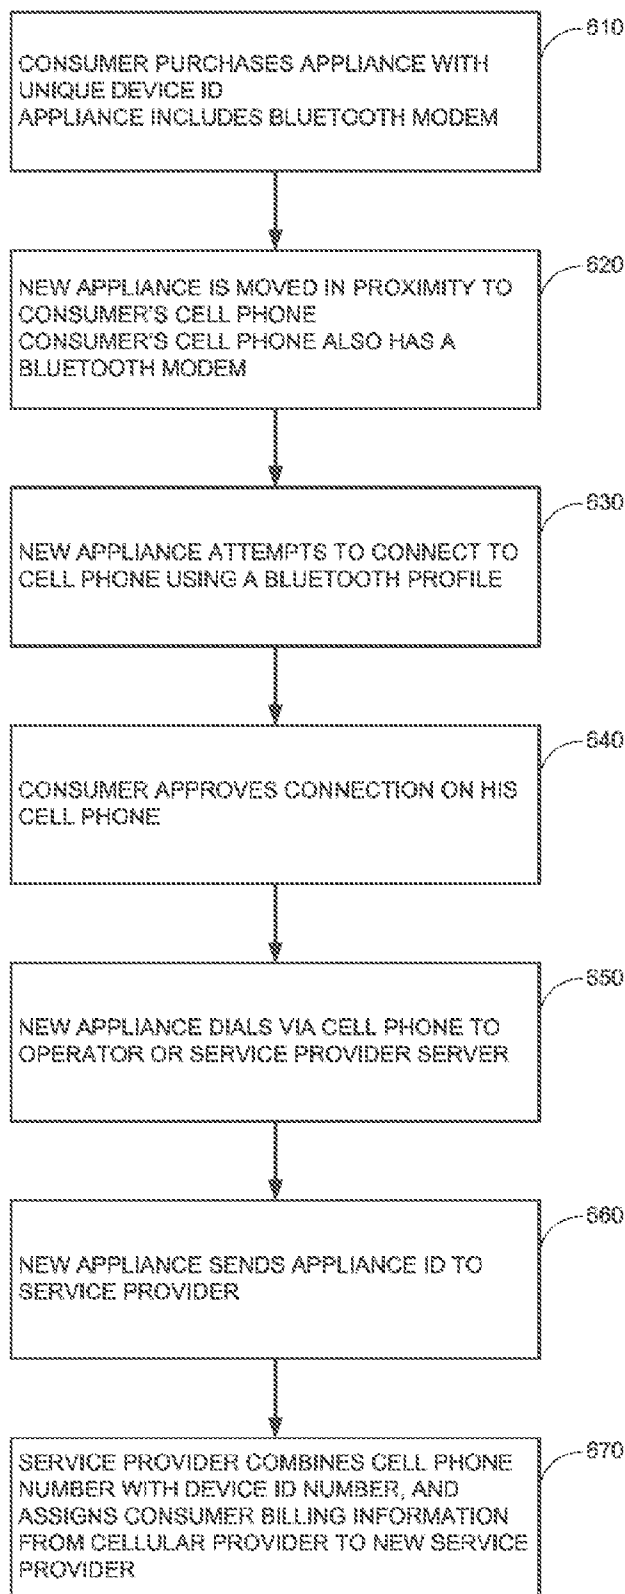 610
CONSUMER PURCHASES APPLIANCE WITH
UNIQUE DEVICE ID
APPLIANCE INCLUDES BLUETOOTH MODEM
620
NEW APPLIANCE IS MOVED IN PROXIMITY TO
CONSUMER'S CELL PHONE
CONSUMER'S CELL PHONE ALSO HAS A
BLUETOOTH MODEM
630
NEW APPLIANCE ATTEMPTS TO CONNECT TO
CELL PHONE USING A BLUETOOTH PROFILE
640
CONSUMER APPROVES CONNECTION ON HIS
CELL PHONE
650
NEW APPLIANCE DIALS VIA CELL PHONE TO
OPERATOR OR SERVICE PROVIDER SERVER
660
NEW APPLIANCE SENDS APPLIANCE ID TO
SERVICE PROVIDER
670
SERVICE PROVIDER COMBINES CELL PHONE
NUMBER WITH DEVICE ID NUMBER, AND
ASSIGNS CONSUMER BILLING INFORMATION
FROM CELLULAR PROVIDER TO NEW SERVICE
PROVIDER